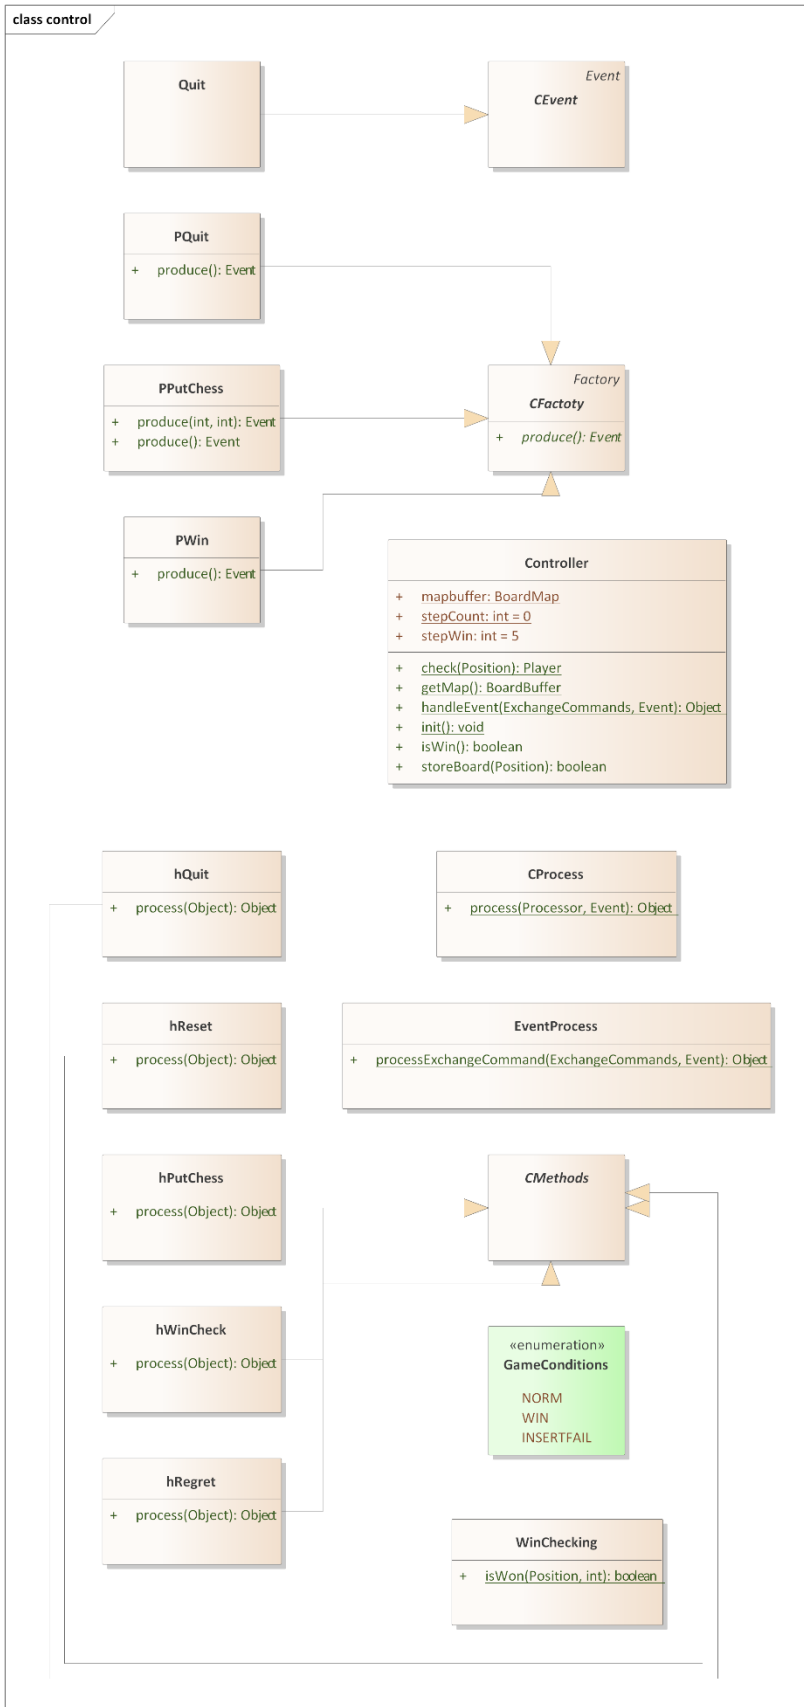 class control
Quit
Event
CEvent
PQuit
+ produce(): Event
PPutChess
+ produce(int, int): Event
+ produce(): Event
Factory
CFactoty
+ produce(): Event
PWin
+ produce(): Event
Controller
+ mapbuffer: BoardMap
+ stepCount: int = 0
+ stepWin: int = 5
+ check(Position): Player
+ getMap(): BoardBuffer
+ handleEvent(ExchangeCommands, Event): Object
+ init(): void
+ isWin(): boolean
+ storeBoard(Position): boolean
hQuit
+ process(Object): Object
CProcess
+ process(Processor, Event): Object
hReset
+ process(Object): Object
EventProcess
+ processExchangeCommand(ExchangeCommands, Event): Object
hPutChess
+ process(Object): Object
CMethods
hWinCheck
+ process(Object): Object
«enumeration»
GameConditions
NORM
WIN
INSERTFAIL
hRegret
+ process(Object): Object
WinChecking
+ isWon(Position, int): boolean